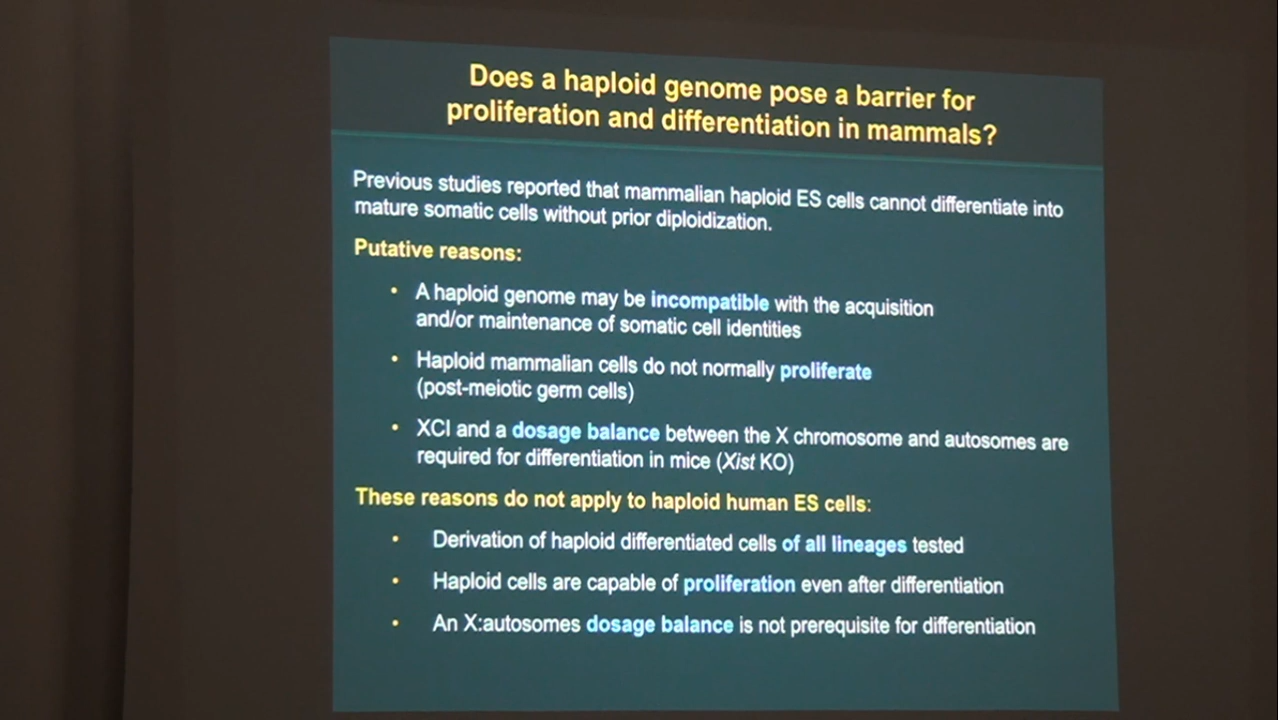 Does a haploid genome pose a barrier for
proliferation and differentiation in mammals?
Previous studies reported that mammalian haploid ES cells cannot differentiate into
mature somatic cells without prior diploidization.
Putative reasons:
• A haploid genome may be incompatible with the acquisition
and/or maintenance of somatic cell identities
• Haploid mammalian cells do not normally proliferate
(post-meiotic germ cells)
• XCI and a dosage balance between the X chromosome and autosomes are
required for differentiation in mice (Xist KO)
These reasons do not apply to haploid human ES cells:
• Derivation of haploid differentiated cells of all lineages tested
• Haploid cells are capable of proliferation even after differentiation
• An X:autosomes dosage balance is not prerequisite for differentiation